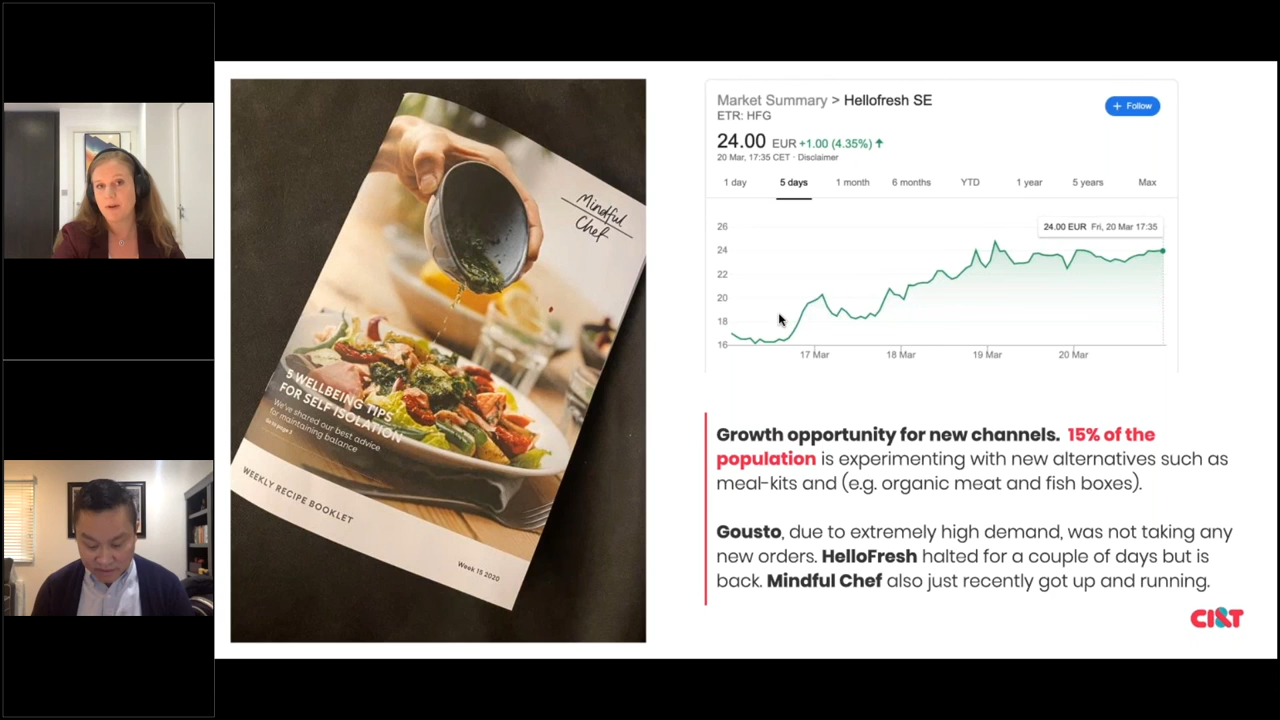 Mindful
Chef
5 WELLBEING TIPS
FOR SELF ISOLATION
We've shared our best advice
for maintaining balance
Go to page 3
WEEKLY RECIPE BOOKLET
Week 15 2020
Market Summary > Hellofresh SE
ETR: HFG
+ Follow
24.00 EUR +1.00 (4.35%)
20 Mar, 17:35 CET · Disclaimer
1 day 5 days 1 month 6 months YTD 1 year 5 years Max
24.00 EUR Fri, 20 Mar 17:35
26
24
22
20
18
16
17 Mar 18 Mar 19 Mar 20 Mar
Growth opportunity for new channels. 15% of the
population is experimenting with new alternatives such as
meal-kits and (e.g. organic meat and fish boxes).
Gousto, due to extremely high demand, was not taking any
new orders. HelloFresh halted for a couple of days but is
back. Mindful Chef also just recently got up and running.
CI&T